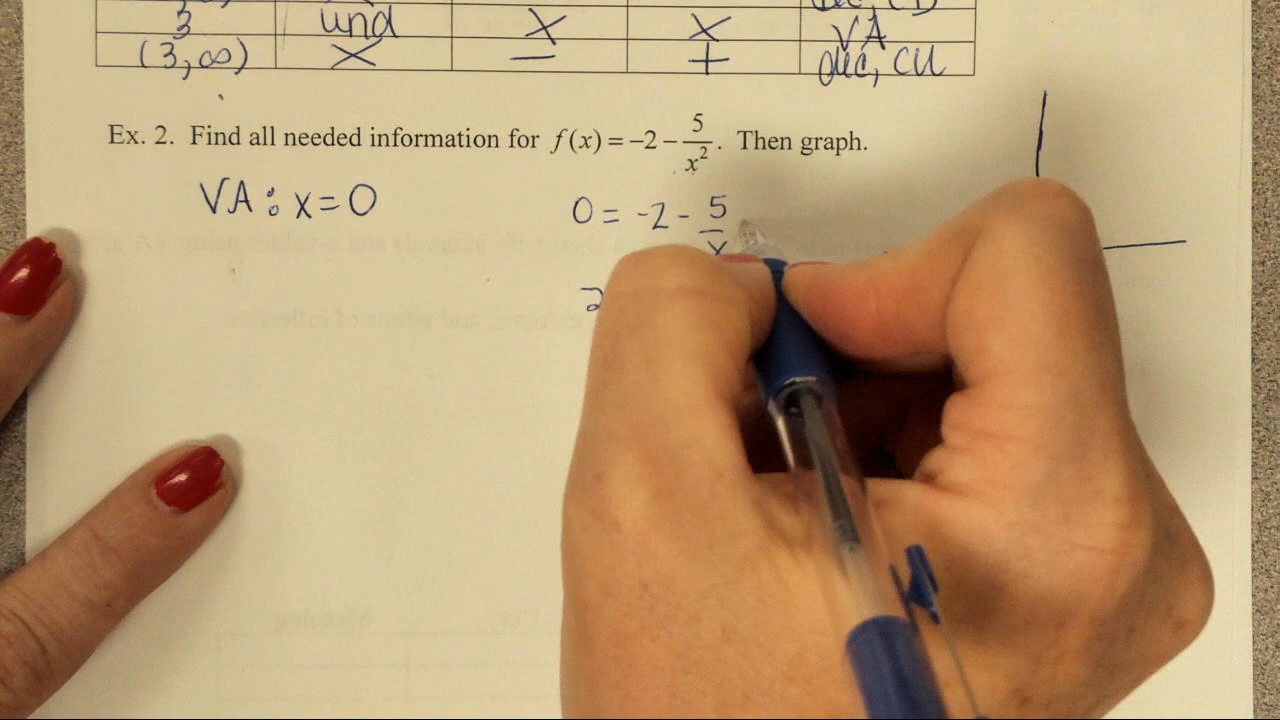 3 und X X VA
(3,∞) X − + dec, CU
Ex. 2. Find all needed information for f(x) = −2 − 5/x². Then graph.
VA: x=0
0 = -2 - 5/x
2